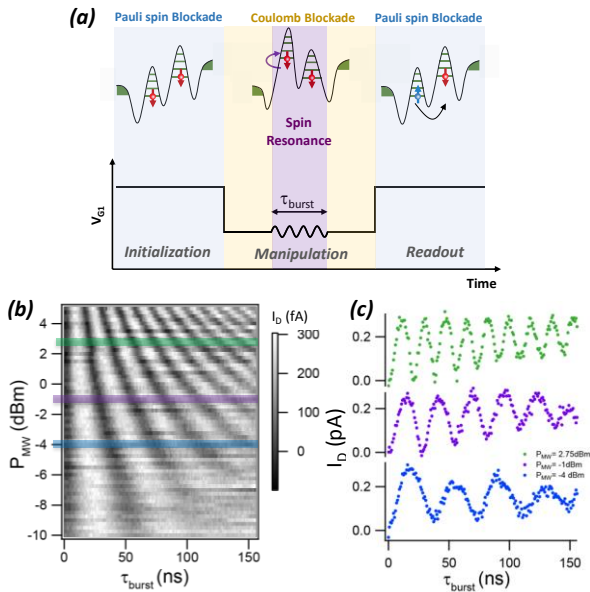 (a)
Pauli spin Blockade
Coulomb Blockade
Pauli spin Blockade
Spin
Resonance
V_G1
τ_burst
Initialization
Manipulation
Readout
Time
(b)
I_D
(fA)
300
200
100
0
P_MW (dBm)
4
2
0
-2
-4
-6
-8
-10
0
50
100
150
τ_burst (ns)
(c)
I_D (pA)
0.2
0.0
0.2
0.0
0.2
0.0
P_MW= 2.75dBm
P_MW= -1dBm
P_MW= -4 dBm
0
50
100
150
τ_burst (ns)